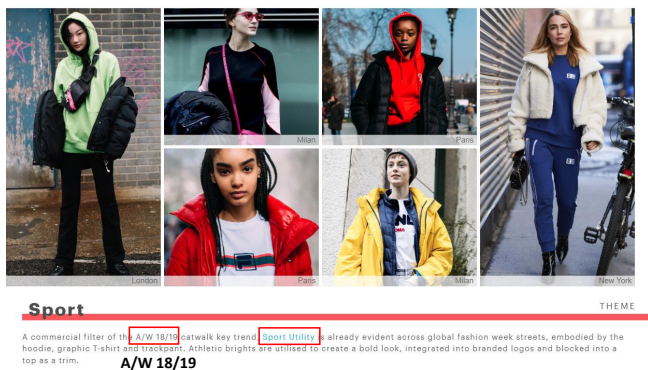 Milan
Paris
London
Paris
Milan
New York
Sport
THEME
A commercial filter of the A/W 18/19 catwalk key trend, Sport Utility is already evident across global fashion week streets, embodied by the
hoodie, graphic T-shirt and trackpant. Athletic brights are utilised to create a bold look, integrated into branded logos and blocked into a
top as a trim.
A/W 18/19